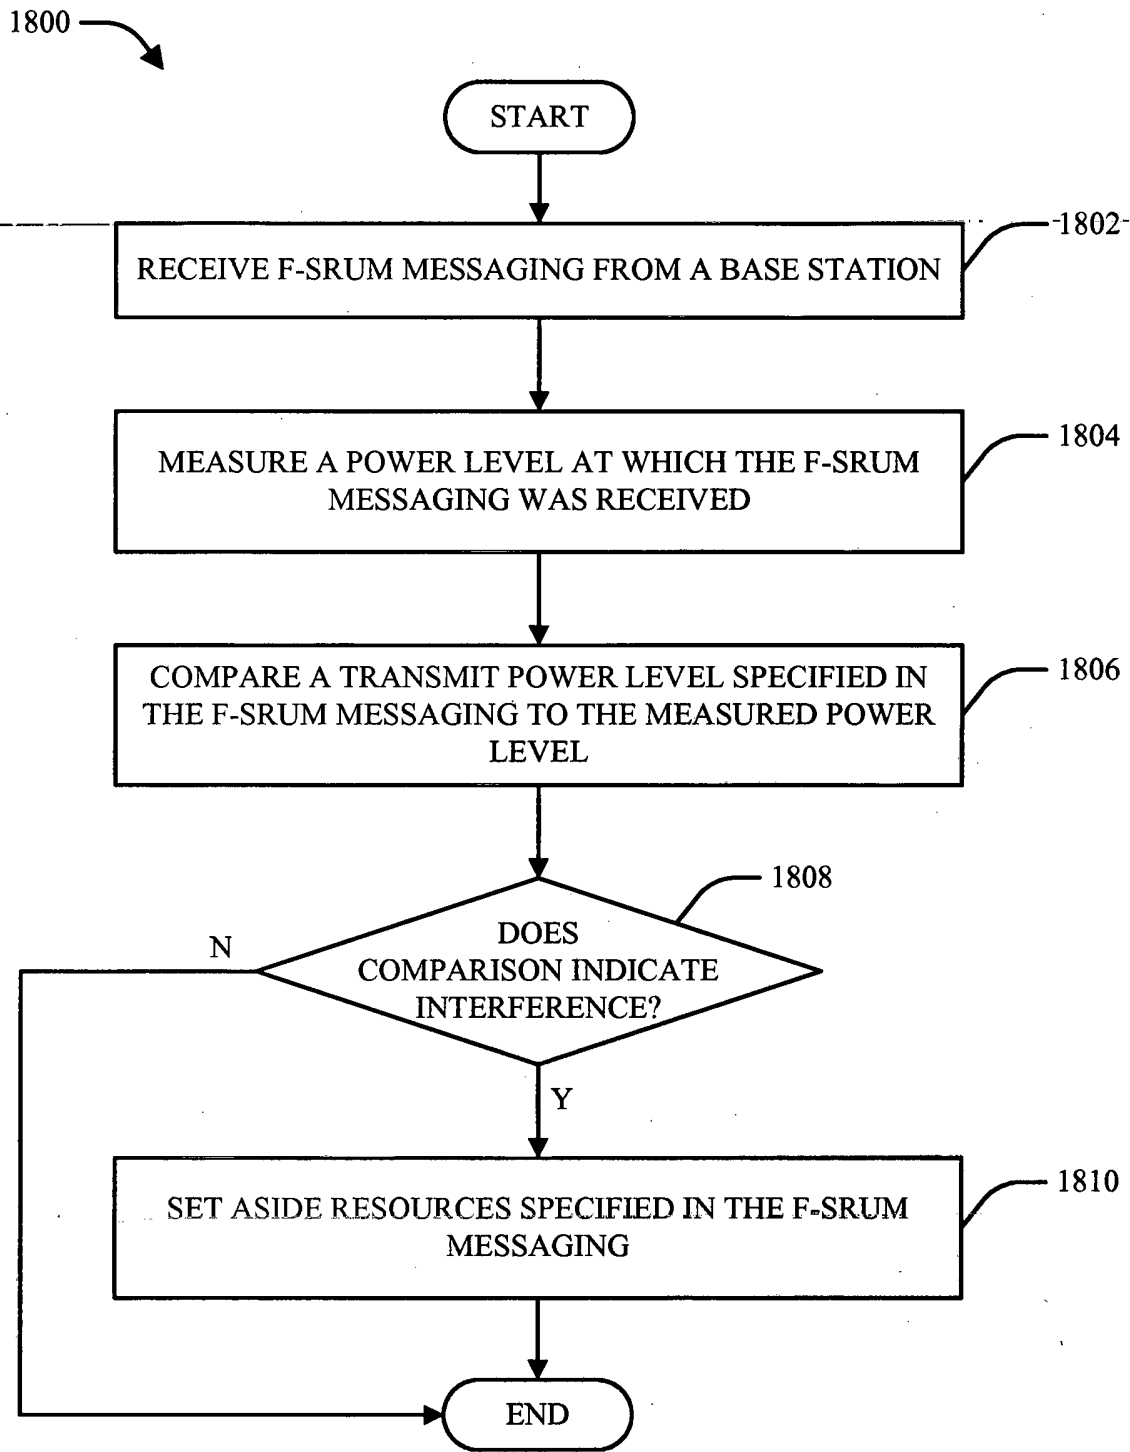 1800
START
1802
RECEIVE F-SRUM MESSAGING FROM A BASE STATION
1804
MEASURE A POWER LEVEL AT WHICH THE F-SRUM
MESSAGING WAS RECEIVED
1806
COMPARE A TRANSMIT POWER LEVEL SPECIFIED IN
THE F-SRUM MESSAGING TO THE MEASURED POWER
LEVEL
1808
DOES
COMPARISON INDICATE
INTERFERENCE?
N
Y
1810
SET ASIDE RESOURCES SPECIFIED IN THE F-SRUM
MESSAGING
END